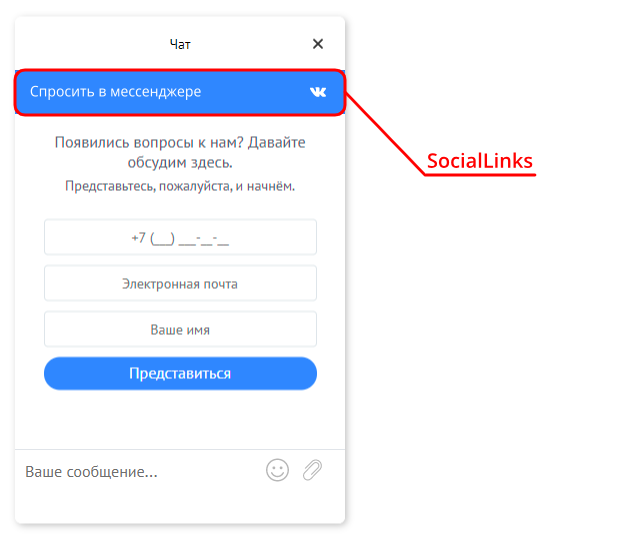 Чат
Спросить в мессенджере
SocialLinks
Появились вопросы к нам? Давайте
обсудим здесь.
Представьтесь, пожалуйста, и начнём.
+7 (___) ___-__-__
Электронная почта
Ваше имя
Представиться
Ваше сообщение...